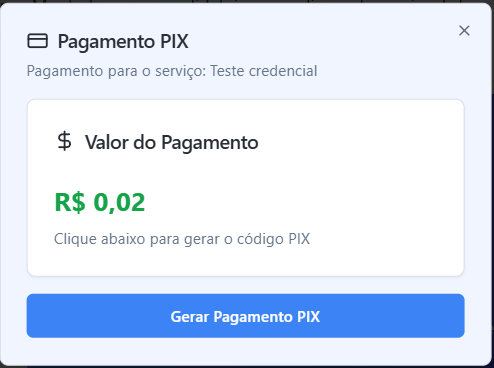 Pagamento PIX
Pagamento para o serviço: Teste credencial
Valor do Pagamento
R$ 0,02
Clique abaixo para gerar o código PIX
Gerar Pagamento PIX